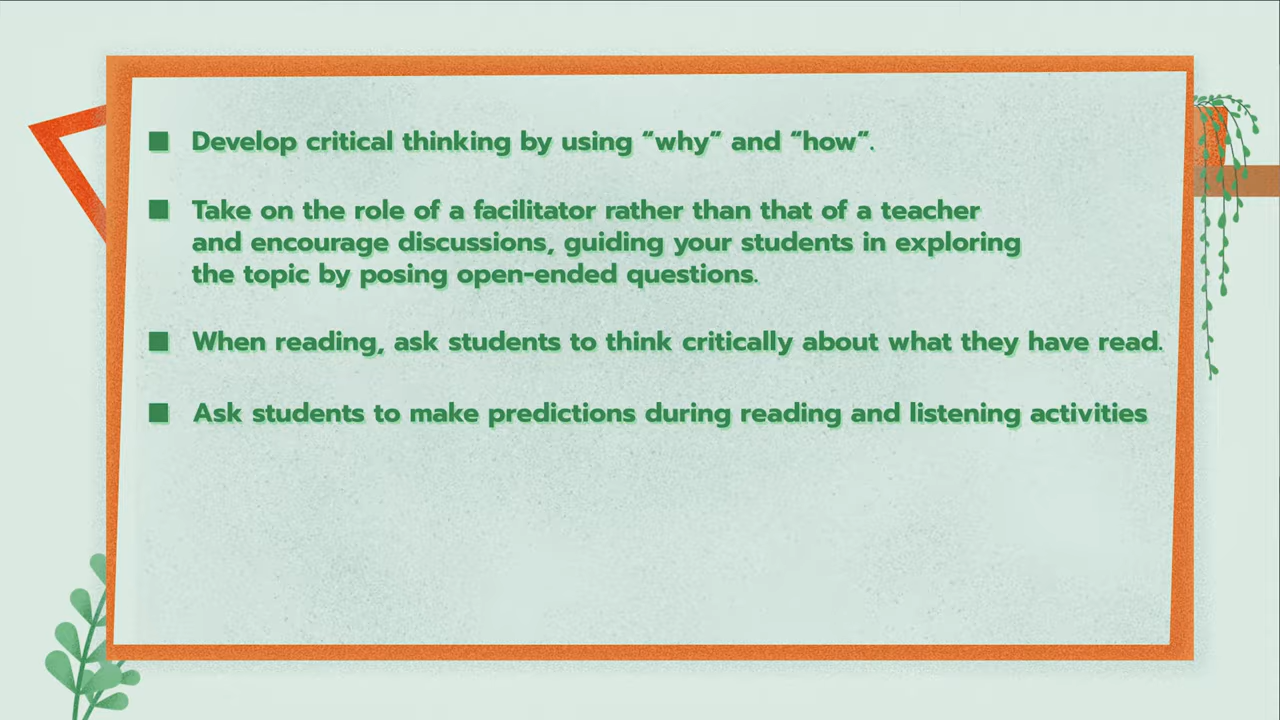 Develop critical thinking by using “why” and “how”.
Take on the role of a facilitator rather than that of a teacher
and encourage discussions, guiding your students in exploring
the topic by posing open-ended questions.
When reading, ask students to think critically about what they have read.
Ask students to make predictions during reading and listening activities